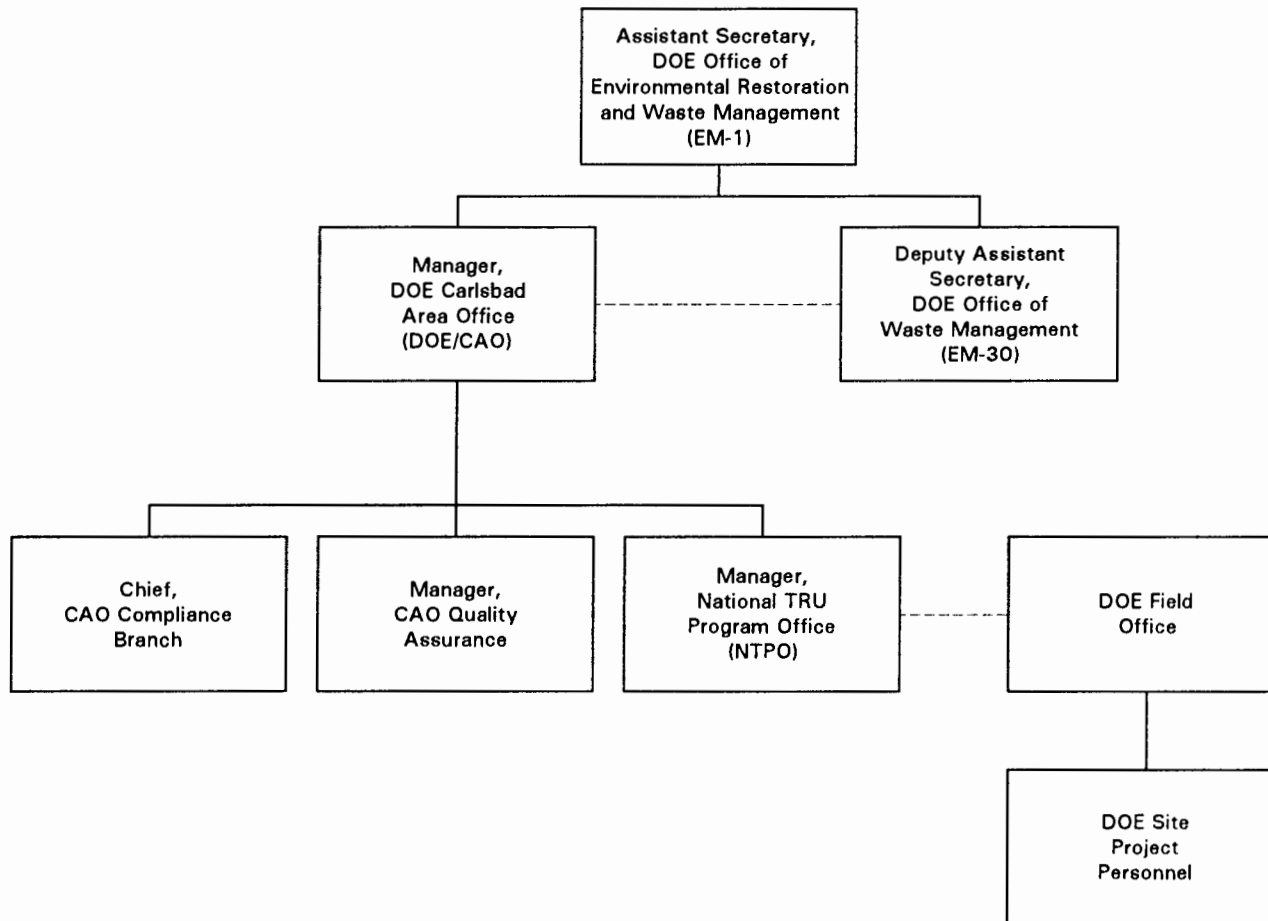 Assistant Secretary,
DOE Office of
Environmental Restoration
and Waste Management
(EM-1)
Manager,
DOE Carlsbad
Area Office
(DOE/CAO)
Deputy Assistant
Secretary,
DOE Office of
Waste Management
(EM-30)
Chief,
CAO Compliance
Branch
Manager,
CAO Quality
Assurance
Manager,
National TRU
Program Office
(NTPO)
DOE Field
Office
DOE Site
Project
Personnel